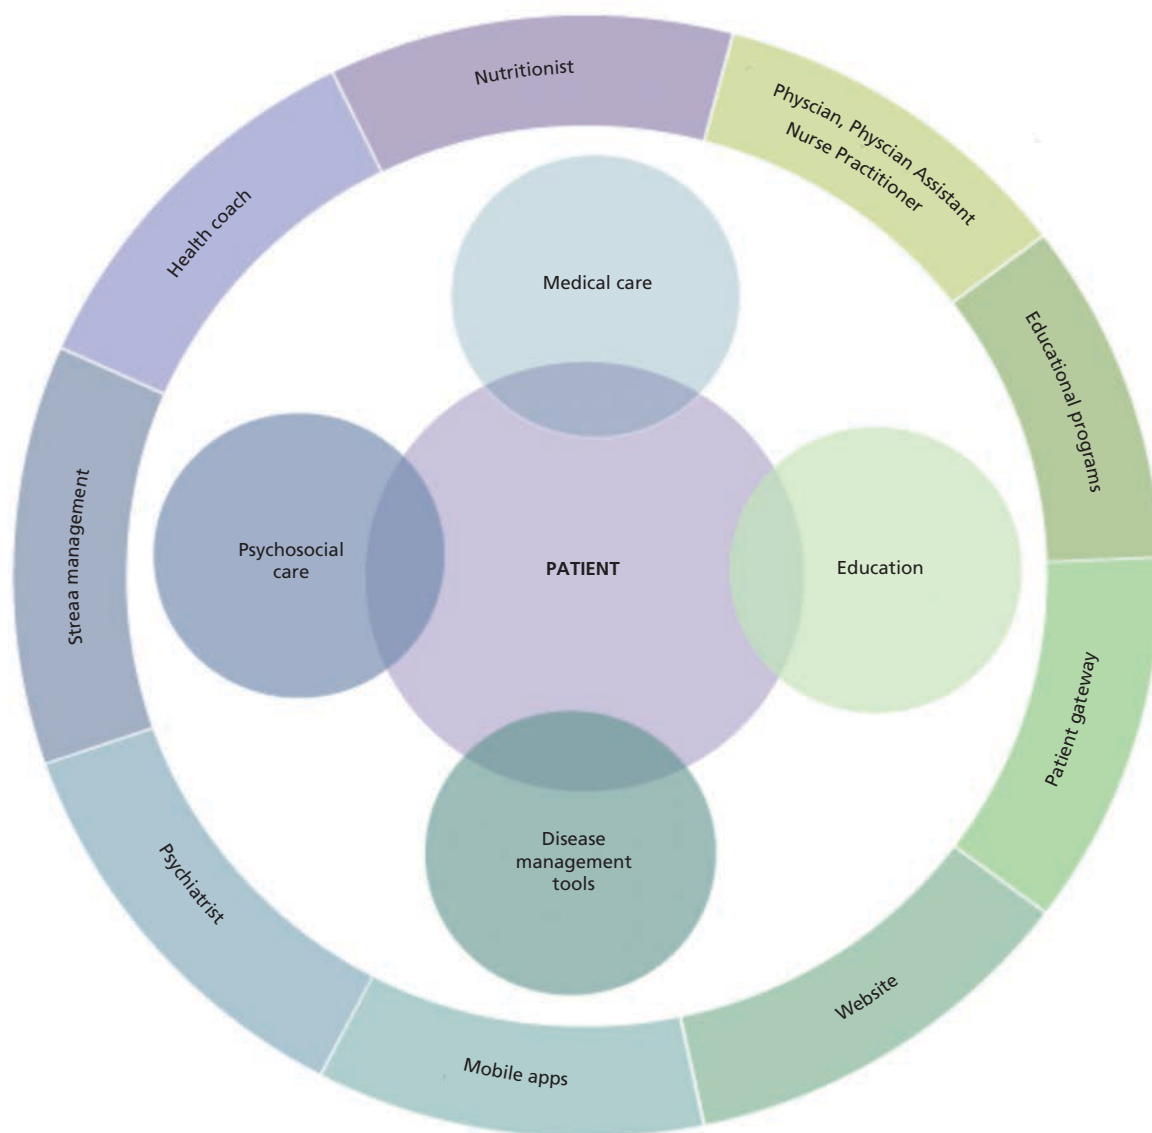 Nutritionist
Physcian, Physcian Assistant
Nurse Practitioner
Health coach
Medical care
Educational programs
Streaa management
Psychosocial
care
PATIENT
Education
Patient gateway
Disease
management
tools
Psychiatrist
Website
Mobile apps